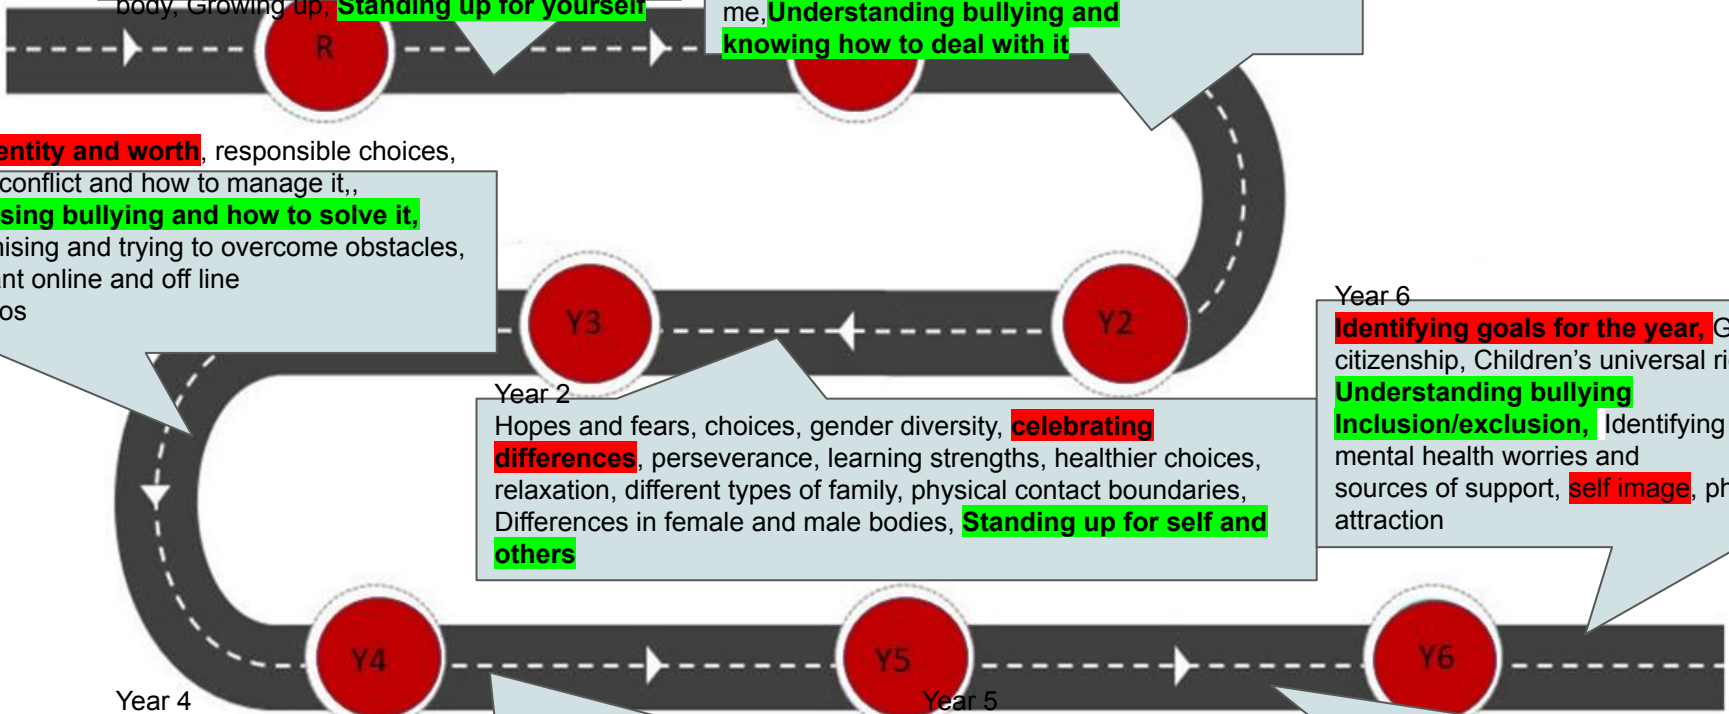 body, Growing up, Standing up for yourself
me,Understanding bullying and
knowing how to deal with it
R
entity and worth, responsible choices,
conflict and how to manage it,,
sing bullying and how to solve it,
ising and trying to overcome obstacles,
nt online and off line
os
Y3
Y2
Year 2
Hopes and fears, choices, gender diversity, celebrating
differences, perseverance, learning strengths, healthier choices,
relaxation, different types of family, physical contact boundaries,
Differences in female and male bodies, Standing up for self and
others
Year 6
Identifying goals for the year, G
citizenship, Children’s universal ri
Understanding bullying
Inclusion/exclusion, Identifying
mental health worries and
sources of support, self image, ph
attraction
Y4
Y5
Y6
Year 4
Year 5